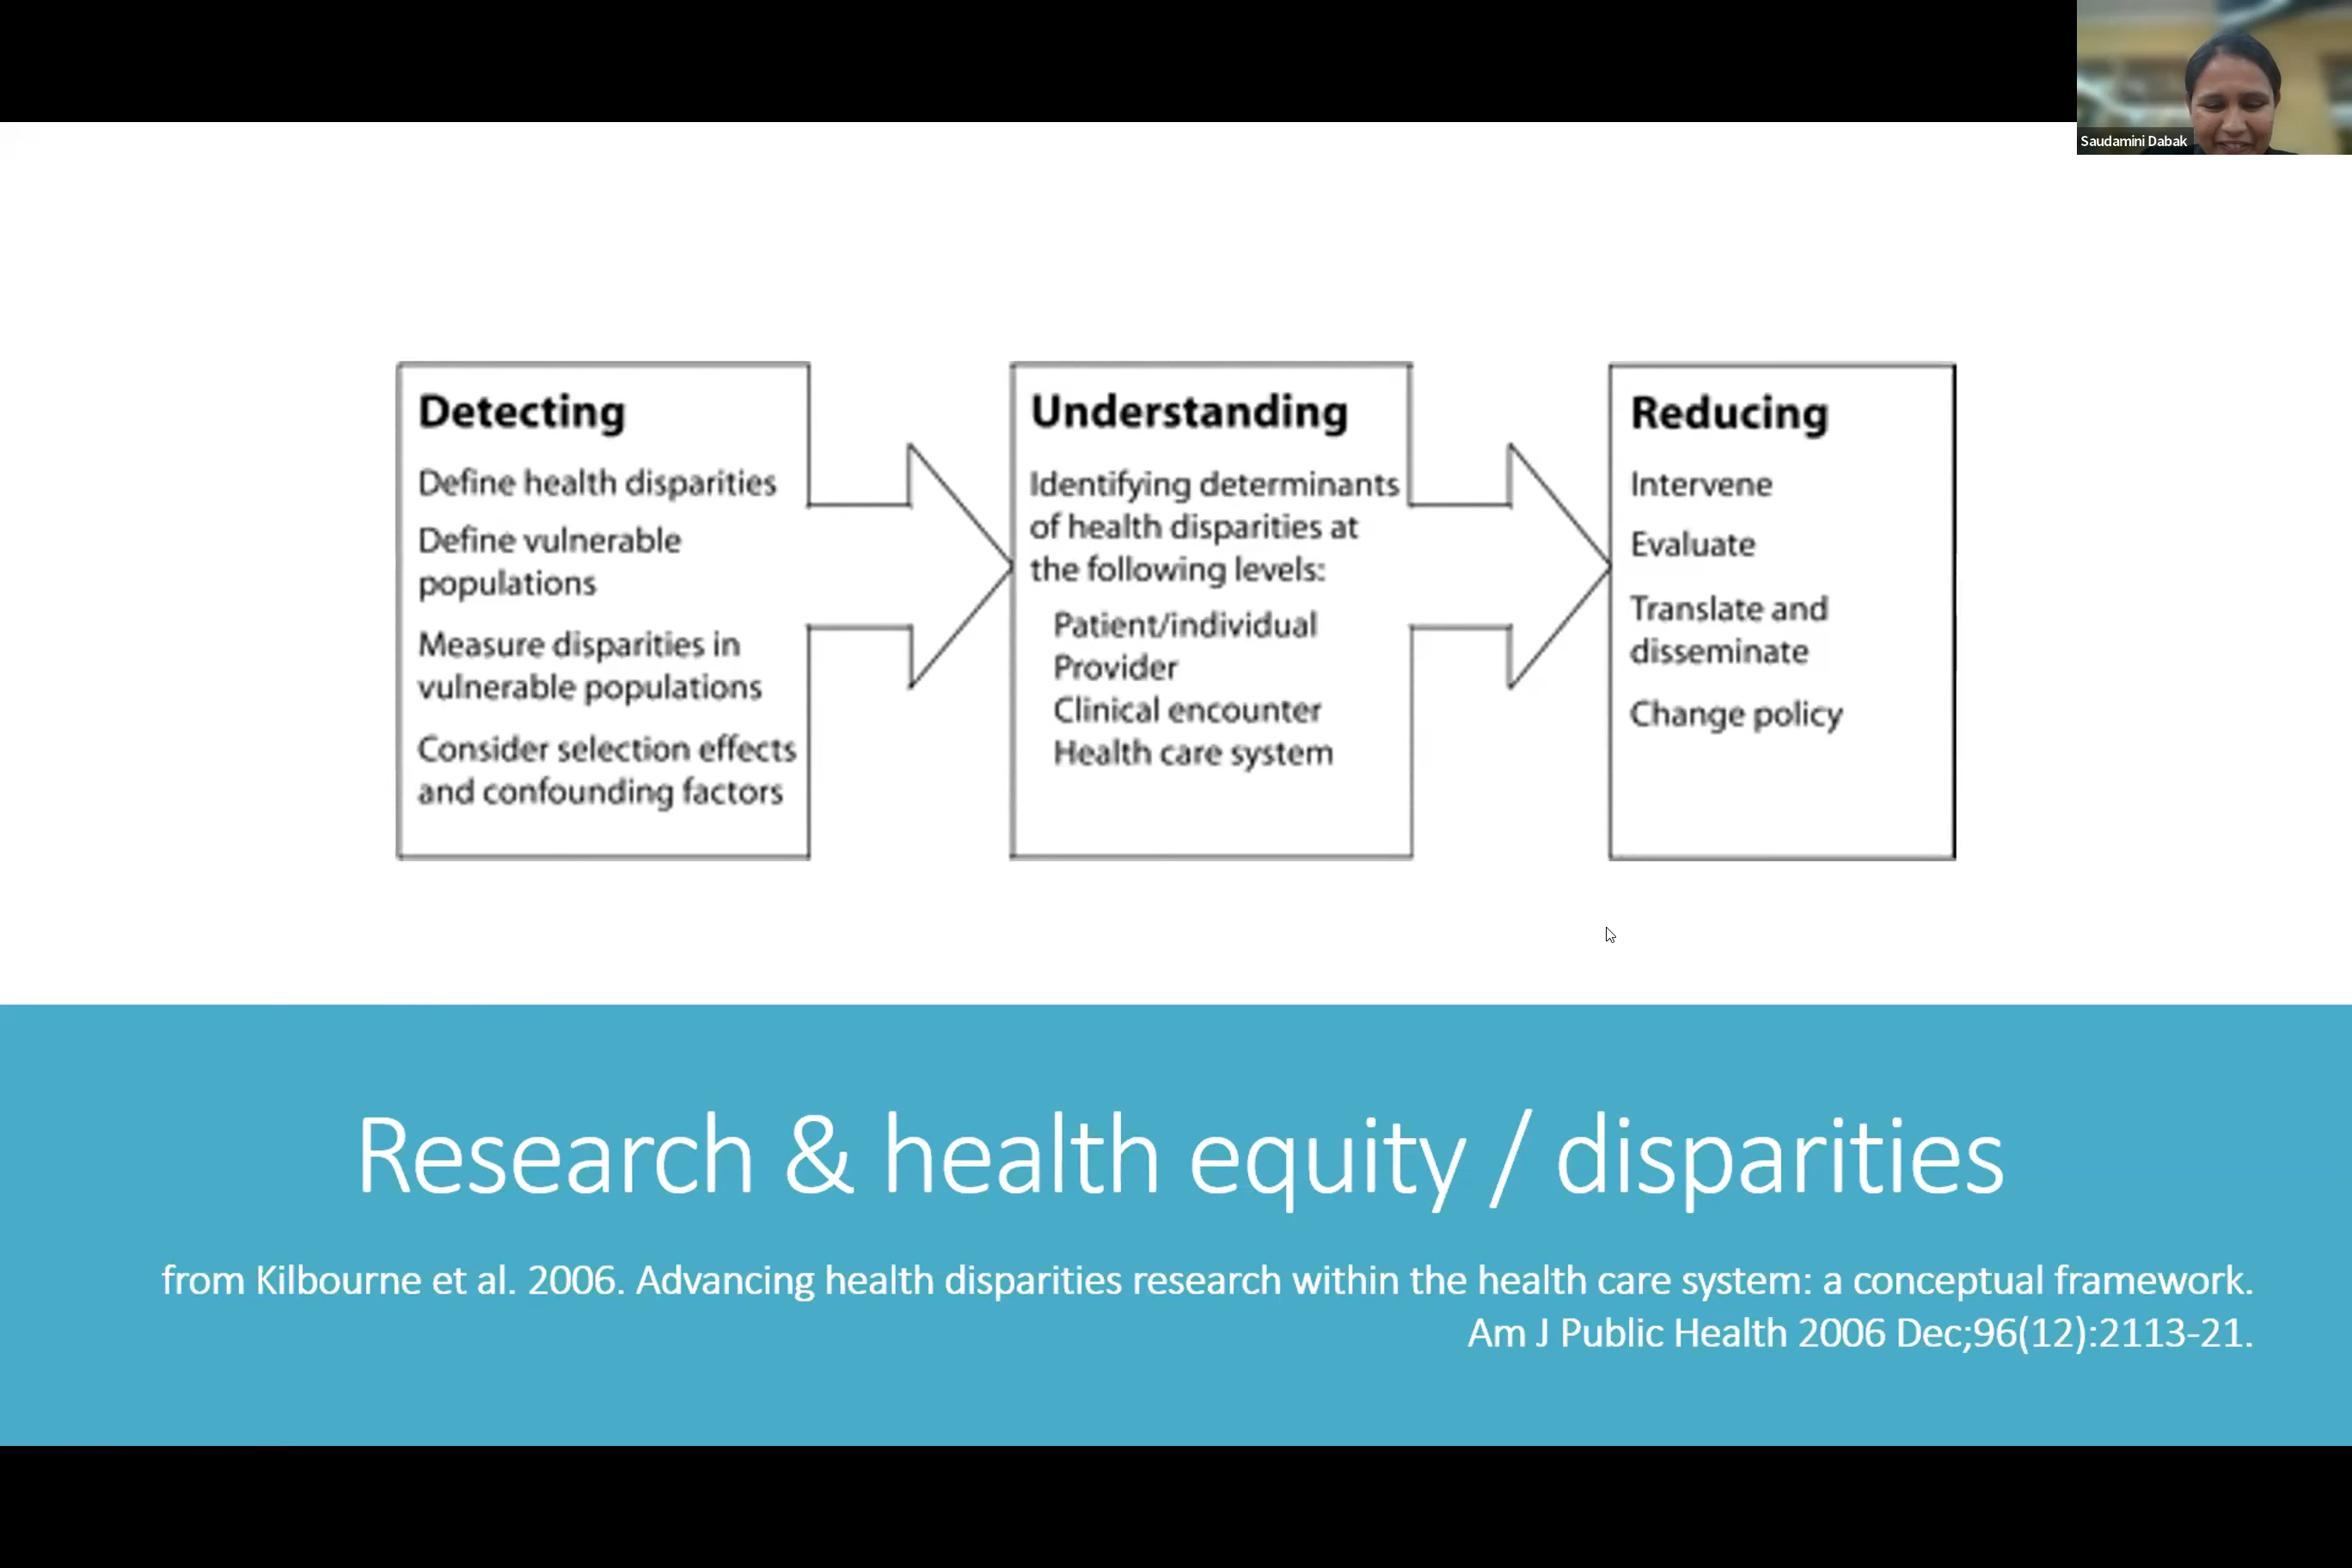 Saudamini Dabak
Detecting
Define health disparities
Define vulnerable
populations
Measure disparities in
vulnerable populations
Consider selection effects
and confounding factors
Understanding
Identifying determinants
of health disparities at
the following levels:
Patient/individual
Provider
Clinical encounter
Health care system
Reducing
Intervene
Evaluate
Translate and
disseminate
Change policy
Research & health equity / disparities
from Kilbourne et al. 2006. Advancing health disparities research within the health care system: a conceptual framework.
Am J Public Health 2006 Dec;96(12):2113-21.